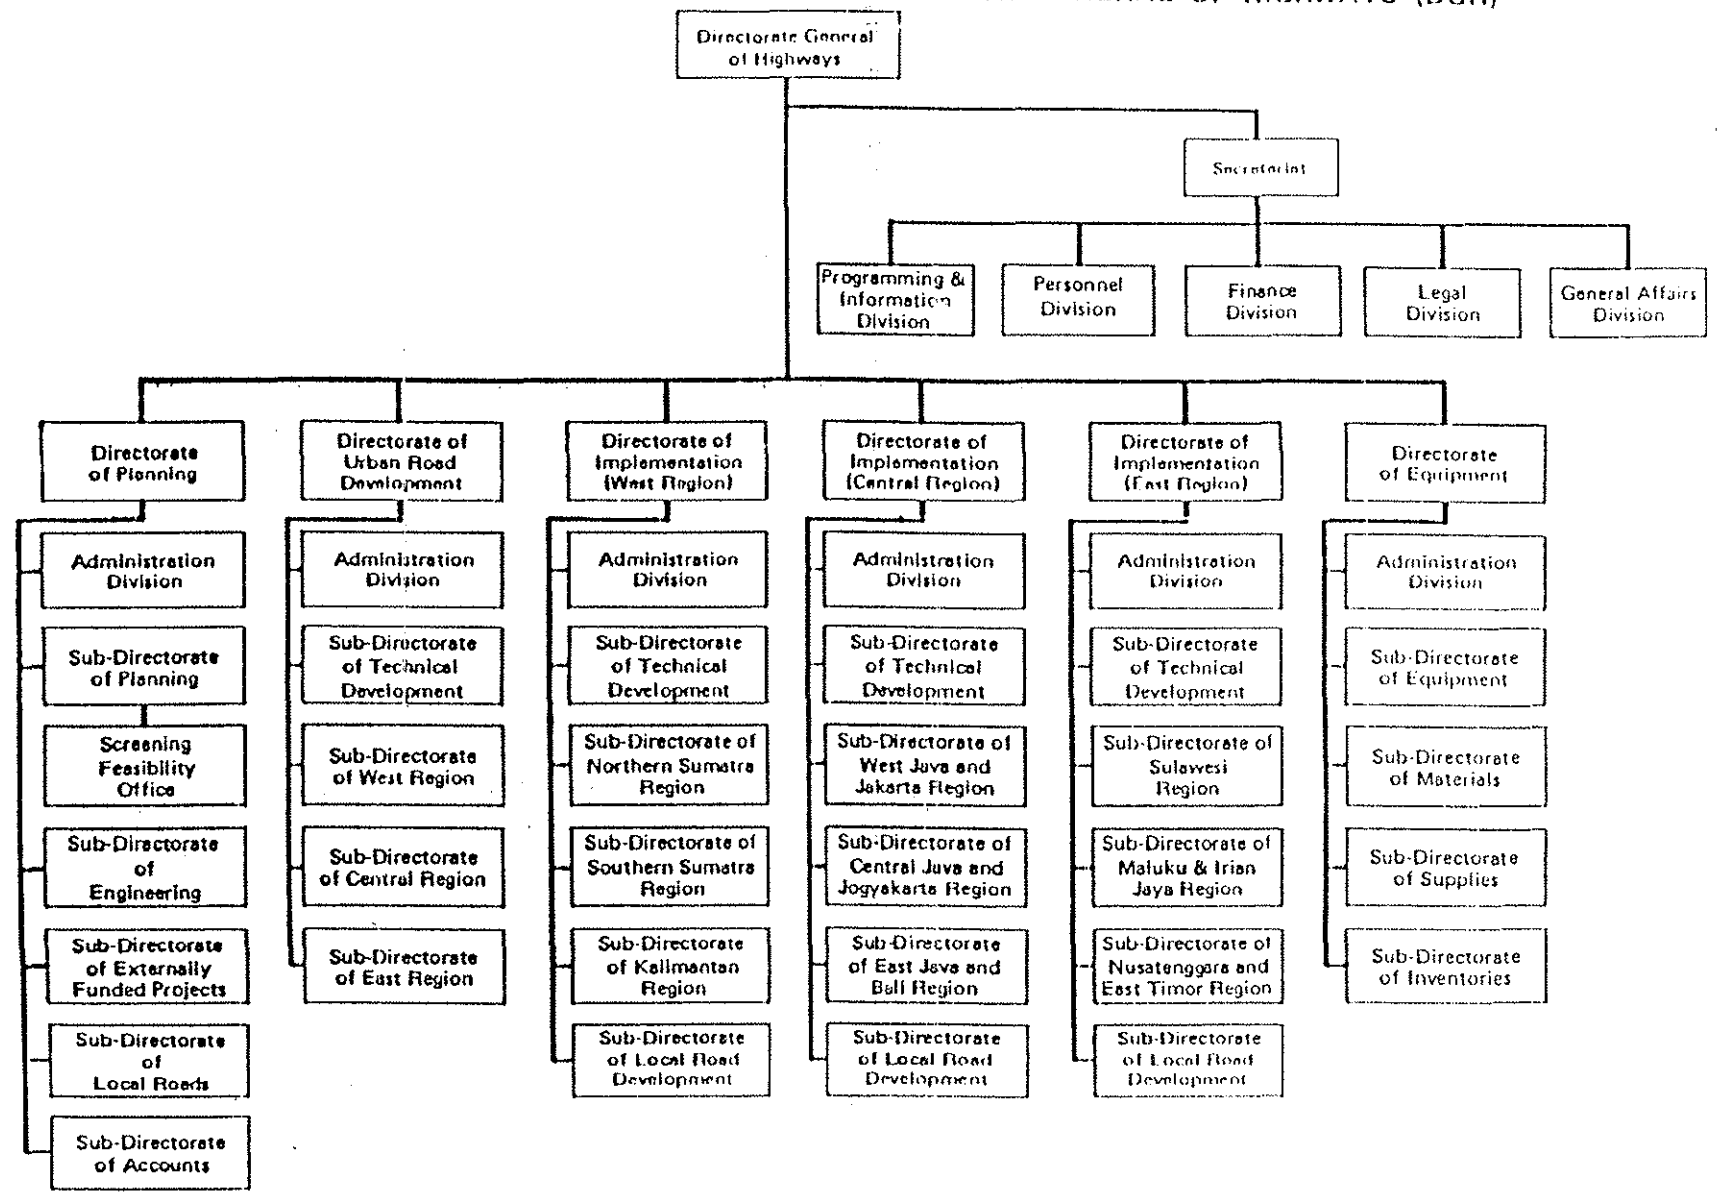 OF HIGHWAYS (DGH)
Directorate General
of Highways
Secretariat
Programming &
Information
Division
Personnel
Division
Finance
Division
Legal
Division
General Affairs
Division
Directorate
of Planning
Directorate of
Urban Road
Development
Directorate of
Implementation
(West Region)
Directorate of
Implementation
(Central Region)
Directorate of
Implementation
(East Region)
Directorate
of Equipment
Administration
Division
Sub-Directorate
of Planning
Screening
Feasibility
Office
Sub-Directorate
of
Engineering
Sub-Directorate
of Externally
Funded Projects
Sub-Directorate
of
Local Roads
Sub-Directorate
of Accounts
Administration
Division
Sub-Directorate
of Technical
Development
Sub-Directorate
of West Region
Sub-Directorate
of Central Region
Sub-Directorate
of East Region
Administration
Division
Sub-Directorate
of Technical
Development
Sub-Directorate of
Northern Sumatra
Region
Sub-Directorate of
Southern Sumatra
Region
Sub-Directorate
of Kalimantan
Region
Sub-Directorate
of Local Road
Development
Administration
Division
Sub-Directorate
of Technical
Development
Sub-Directorate of
West Java and
Jakarta Region
Sub-Directorate of
Central Java and
Jogyakarta Region
Sub-Directorate
of East Java and
Bali Region
Sub-Directorate
of Local Road
Development
Administration
Division
Sub-Directorate
of Technical
Development
Sub-Directorate of
Sulawesi
Region
Sub-Directorate of
Maluku & Irian
Jaya Region
Sub-Directorate of
Nusatenggara and
East Timor Region
Sub-Directorate
of Local Road
Development
Administration
Division
Sub-Directorate
of Equipment
Sub-Directorate
of Materials
Sub-Directorate
of Supplies
Sub-Directorate
of Inventories